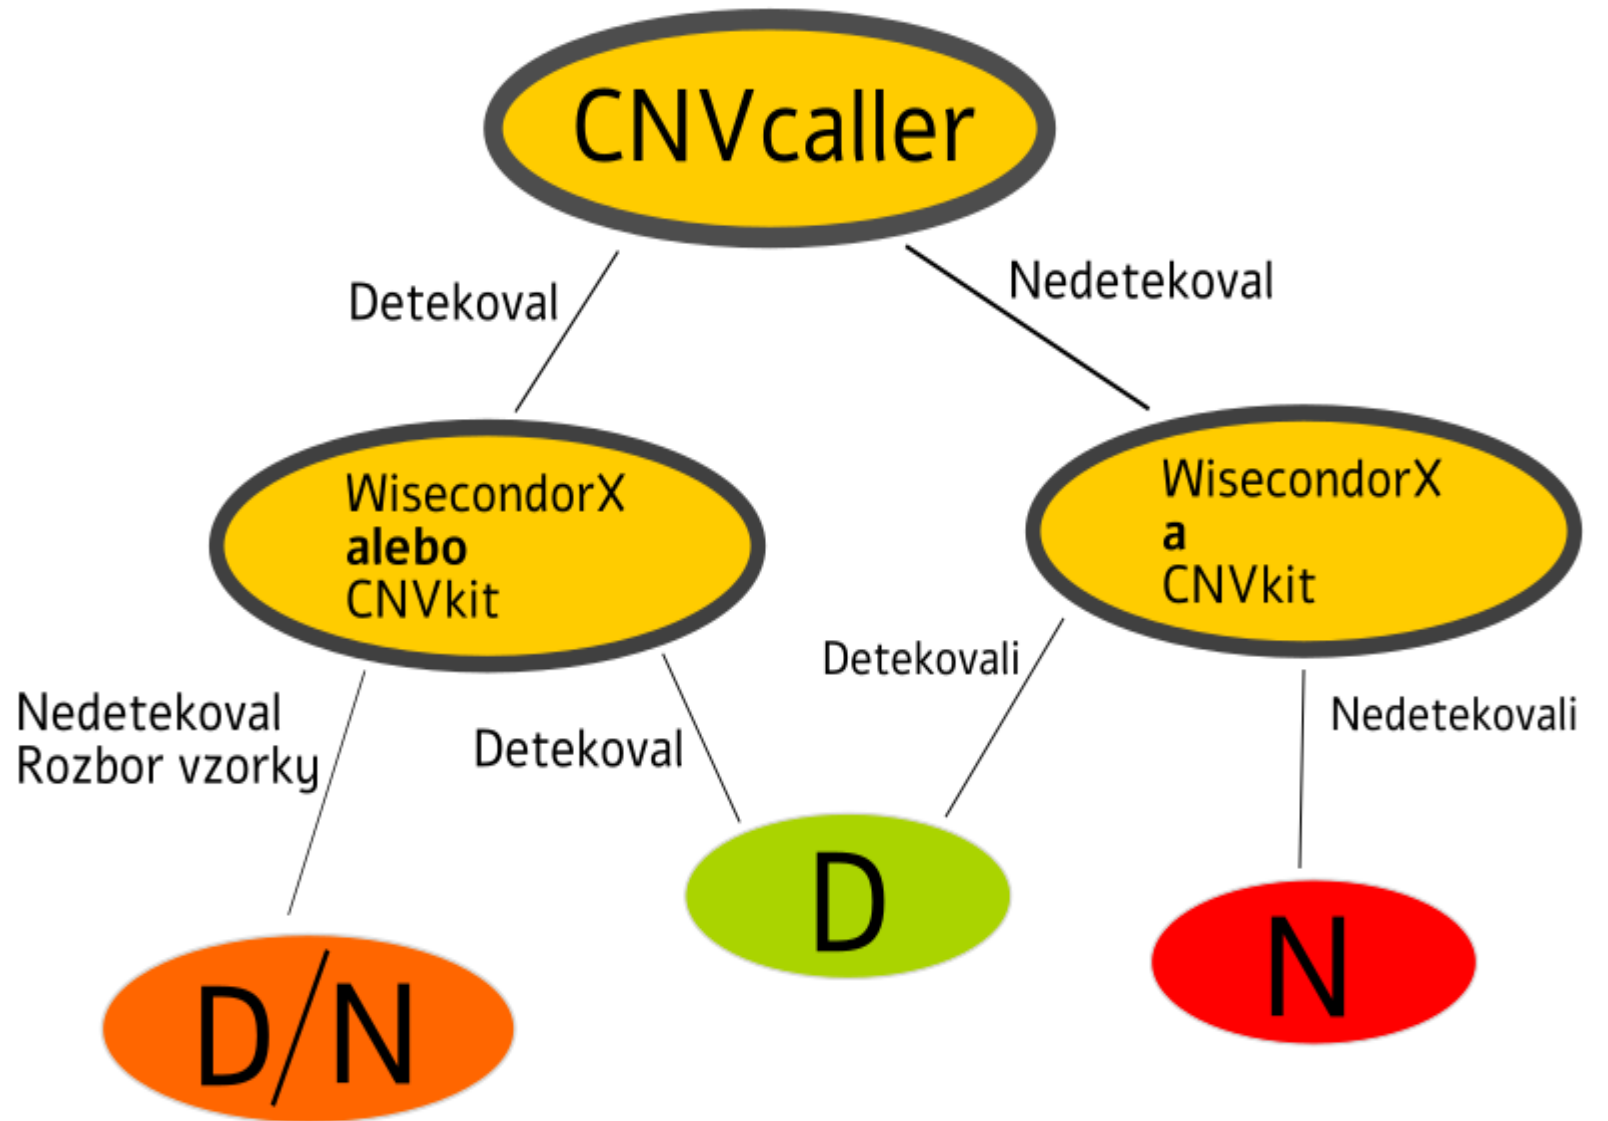 CNVcaller
Detekoval
Nedetekoval
WisecondorX
alebo
CNVkit
WisecondorX
a
CNVkit
Nedetekoval
Rozbor vzorky
Detekoval
Detekovali
Nedetekovali
D/N
D
N